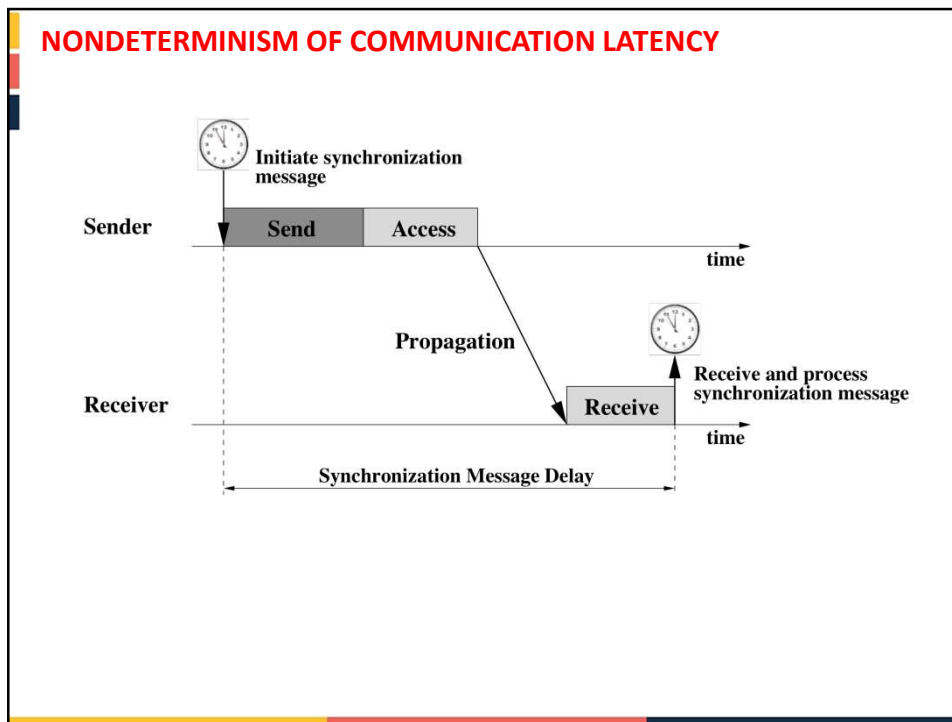 NONDETERMINISM OF COMMUNICATION LATENCY
Initiate synchronization
message
Sender
Send
Access
time
Propagation
Receive and process
synchronization message
Receiver
Receive
time
Synchronization Message Delay